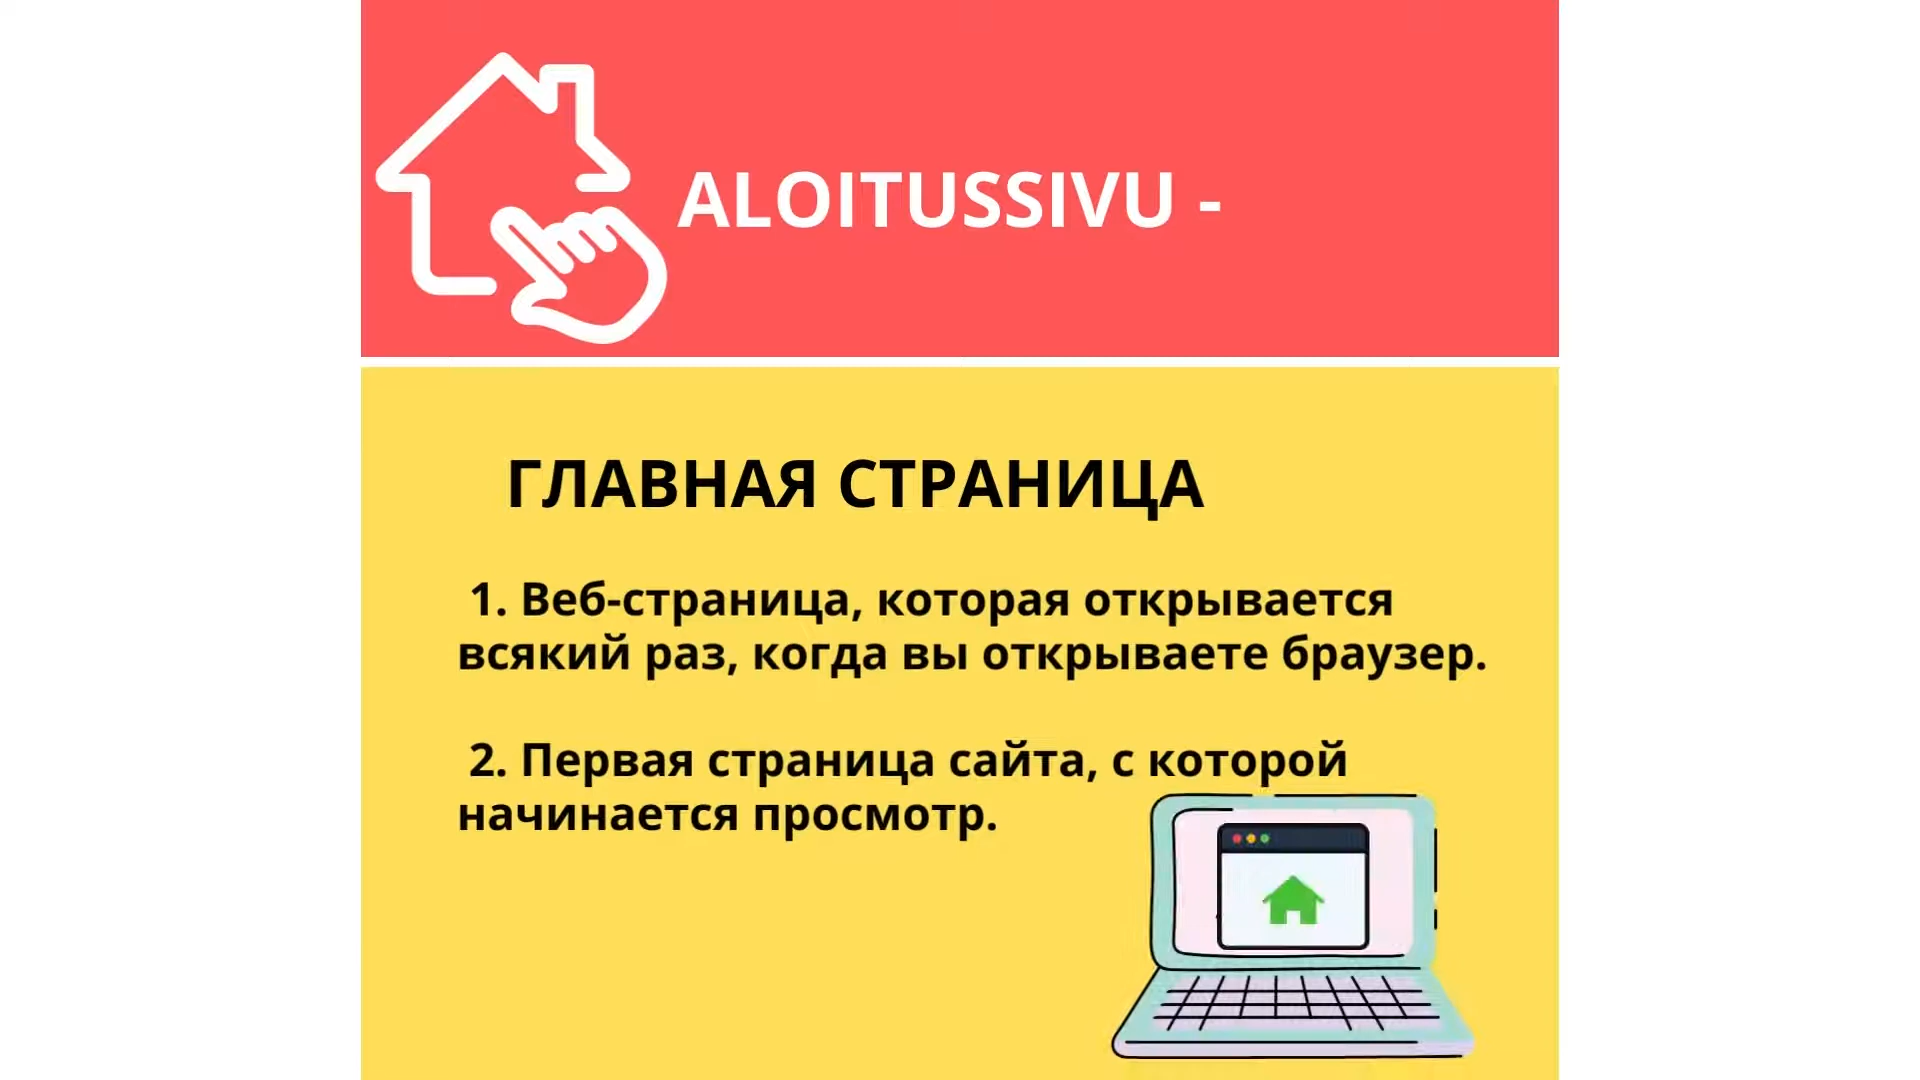 ALOITUSSIVU -
ГЛАВНАЯ СТРАНИЦА
1. Веб-страница, которая открывается
всякий раз, когда вы открываете браузер.
2. Первая страница сайта, с которой
начинается просмотр.